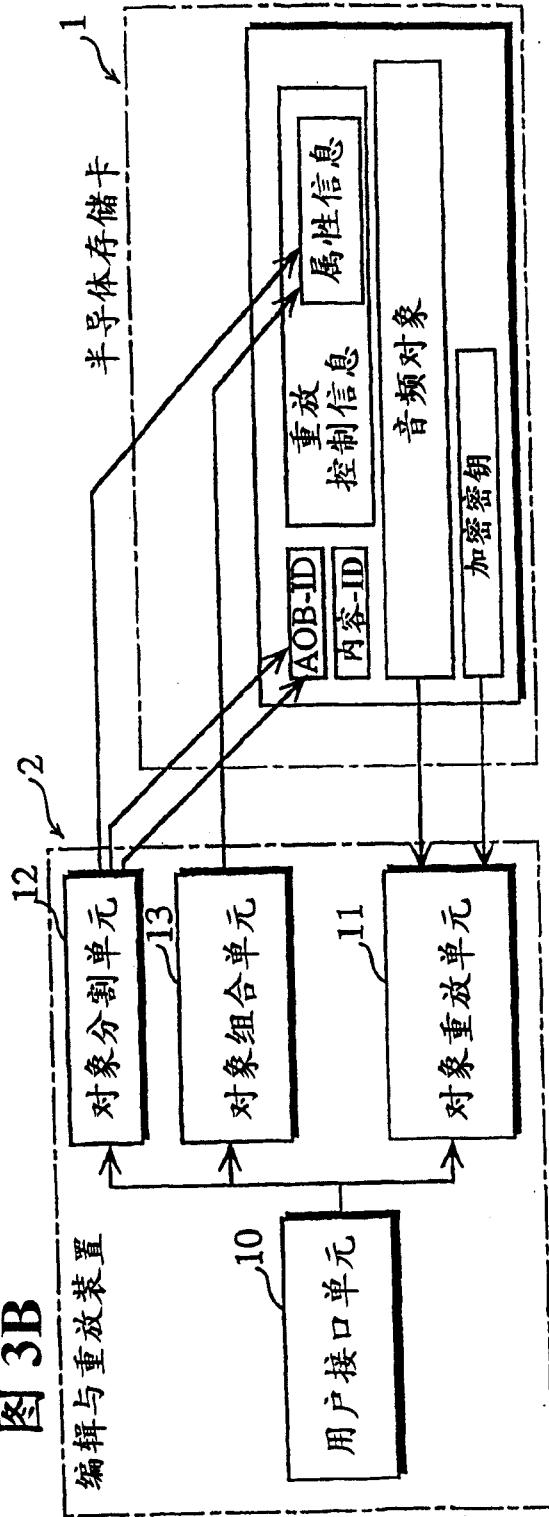 图 3B
编辑与重放装置
2
10
用户接口单元
12
对象分割单元
13
对象组合单元
11
对象重放单元
半导体存储卡
1
AOB-ID
内容-ID
重放
控制信息
属性信息
音频对象
加密密钥